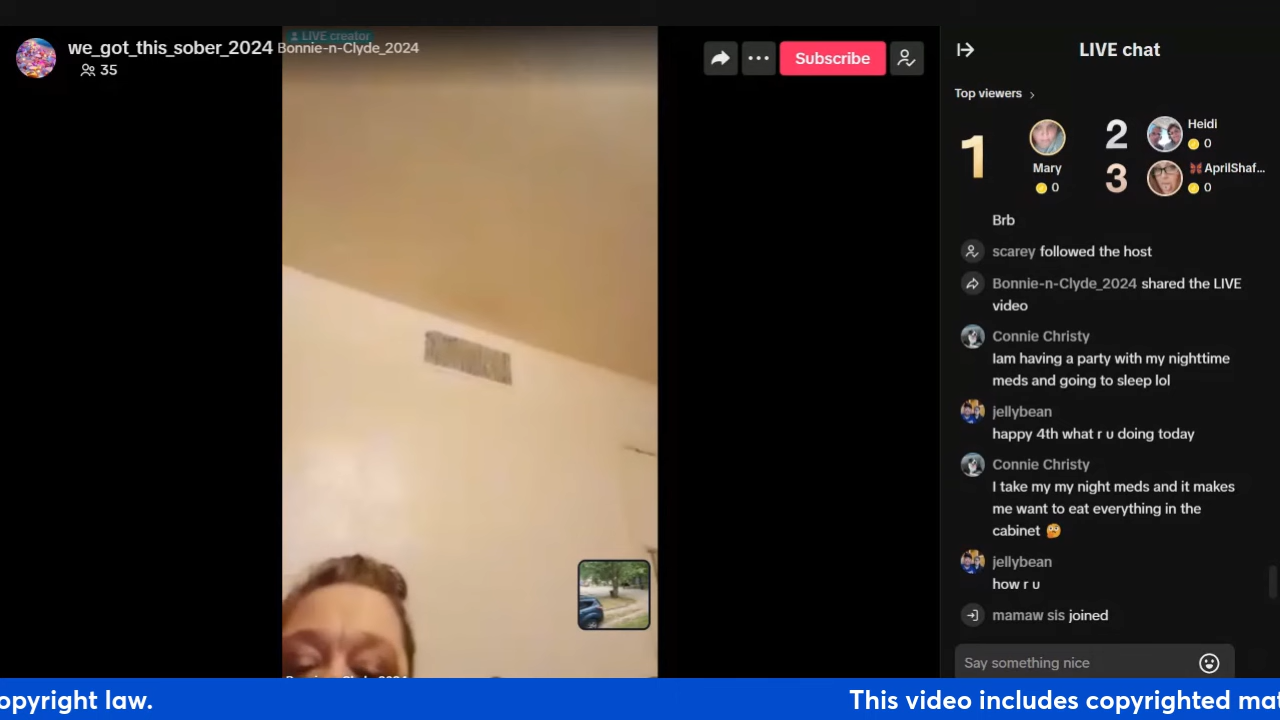 LIVE creator
we_got_this_sober_2024 Bonnie-n-Clyde_2024
35
Subscribe
LIVE chat
Top viewers
1
Mary
0
2
Heidi
0
3
AprilShaf...
0
Brb
scarey followed the host
Bonnie-n-Clyde_2024 shared the LIVE
video
Connie Christy
Iam having a party with my nighttime
meds and going to sleep lol
jellybean
happy 4th what r u doing today
Connie Christy
I take my my night meds and it makes
me want to eat everything in the
cabinet 🤔
jellybean
how r u
mamaw sis joined
Say something nice
opyright law.
This video includes copyrighted mat